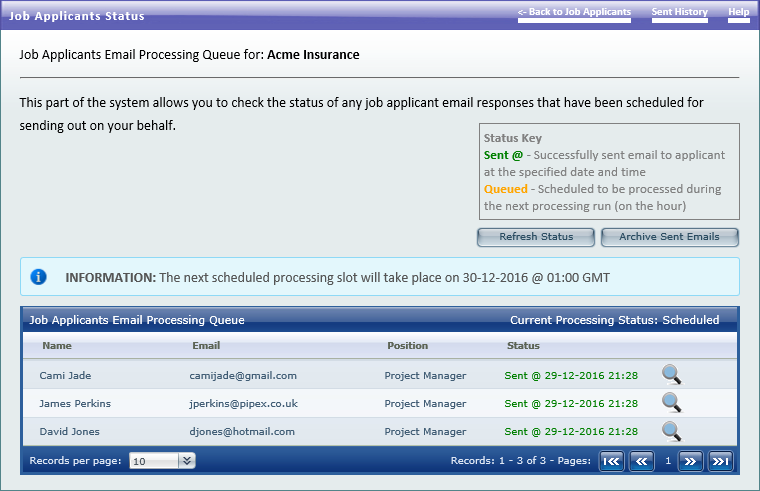 Job Applicants Status
<- Back to Job Applicants Sent History Help
Job Applicants Email Processing Queue for: Acme Insurance
This part of the system allows you to check the status of any job applicant email responses that have been scheduled for
sending out on your behalf.
Status Key
Sent @ - Successfully sent email to applicant
at the specified date and time
Queued - Scheduled to be processed during
the next processing run (on the hour)
Refresh Status Archive Sent Emails
INFORMATION: The next scheduled processing slot will take place on 30-12-2016 @ 01:00 GMT
Job Applicants Email Processing Queue Current Processing Status: Scheduled
Name Email Position Status
Cami Jade camijade@gmail.com Project Manager Sent @ 29-12-2016 21:28
James Perkins jperkins@pipex.co.uk Project Manager Sent @ 29-12-2016 21:28
David Jones djones@hotmail.com Project Manager Sent @ 29-12-2016 21:28
Records per page: 10 Records: 1 - 3 of 3 - Pages: 1